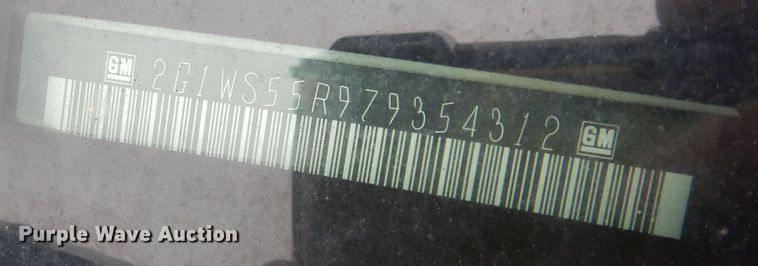 GM 2G1WS55R979354312 GM
Purple Wave Auction